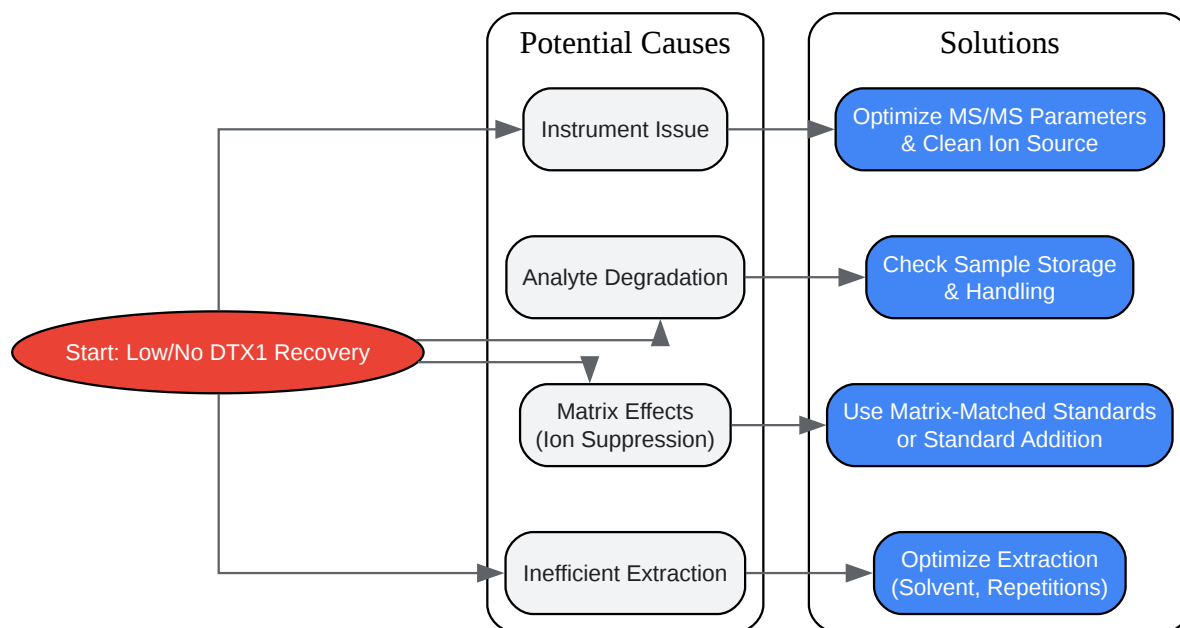 Potential Causes
Solutions
Instrument Issue
Optimize MS/MS Parameters
& Clean Ion Source
Analyte Degradation
Check Sample Storage
& Handling
Start: Low/No DTX1 Recovery
Matrix Effects
(Ion Suppression)
Use Matrix-Matched Standards
or Standard Addition
Inefficient Extraction
Optimize Extraction
(Solvent, Repetitions)